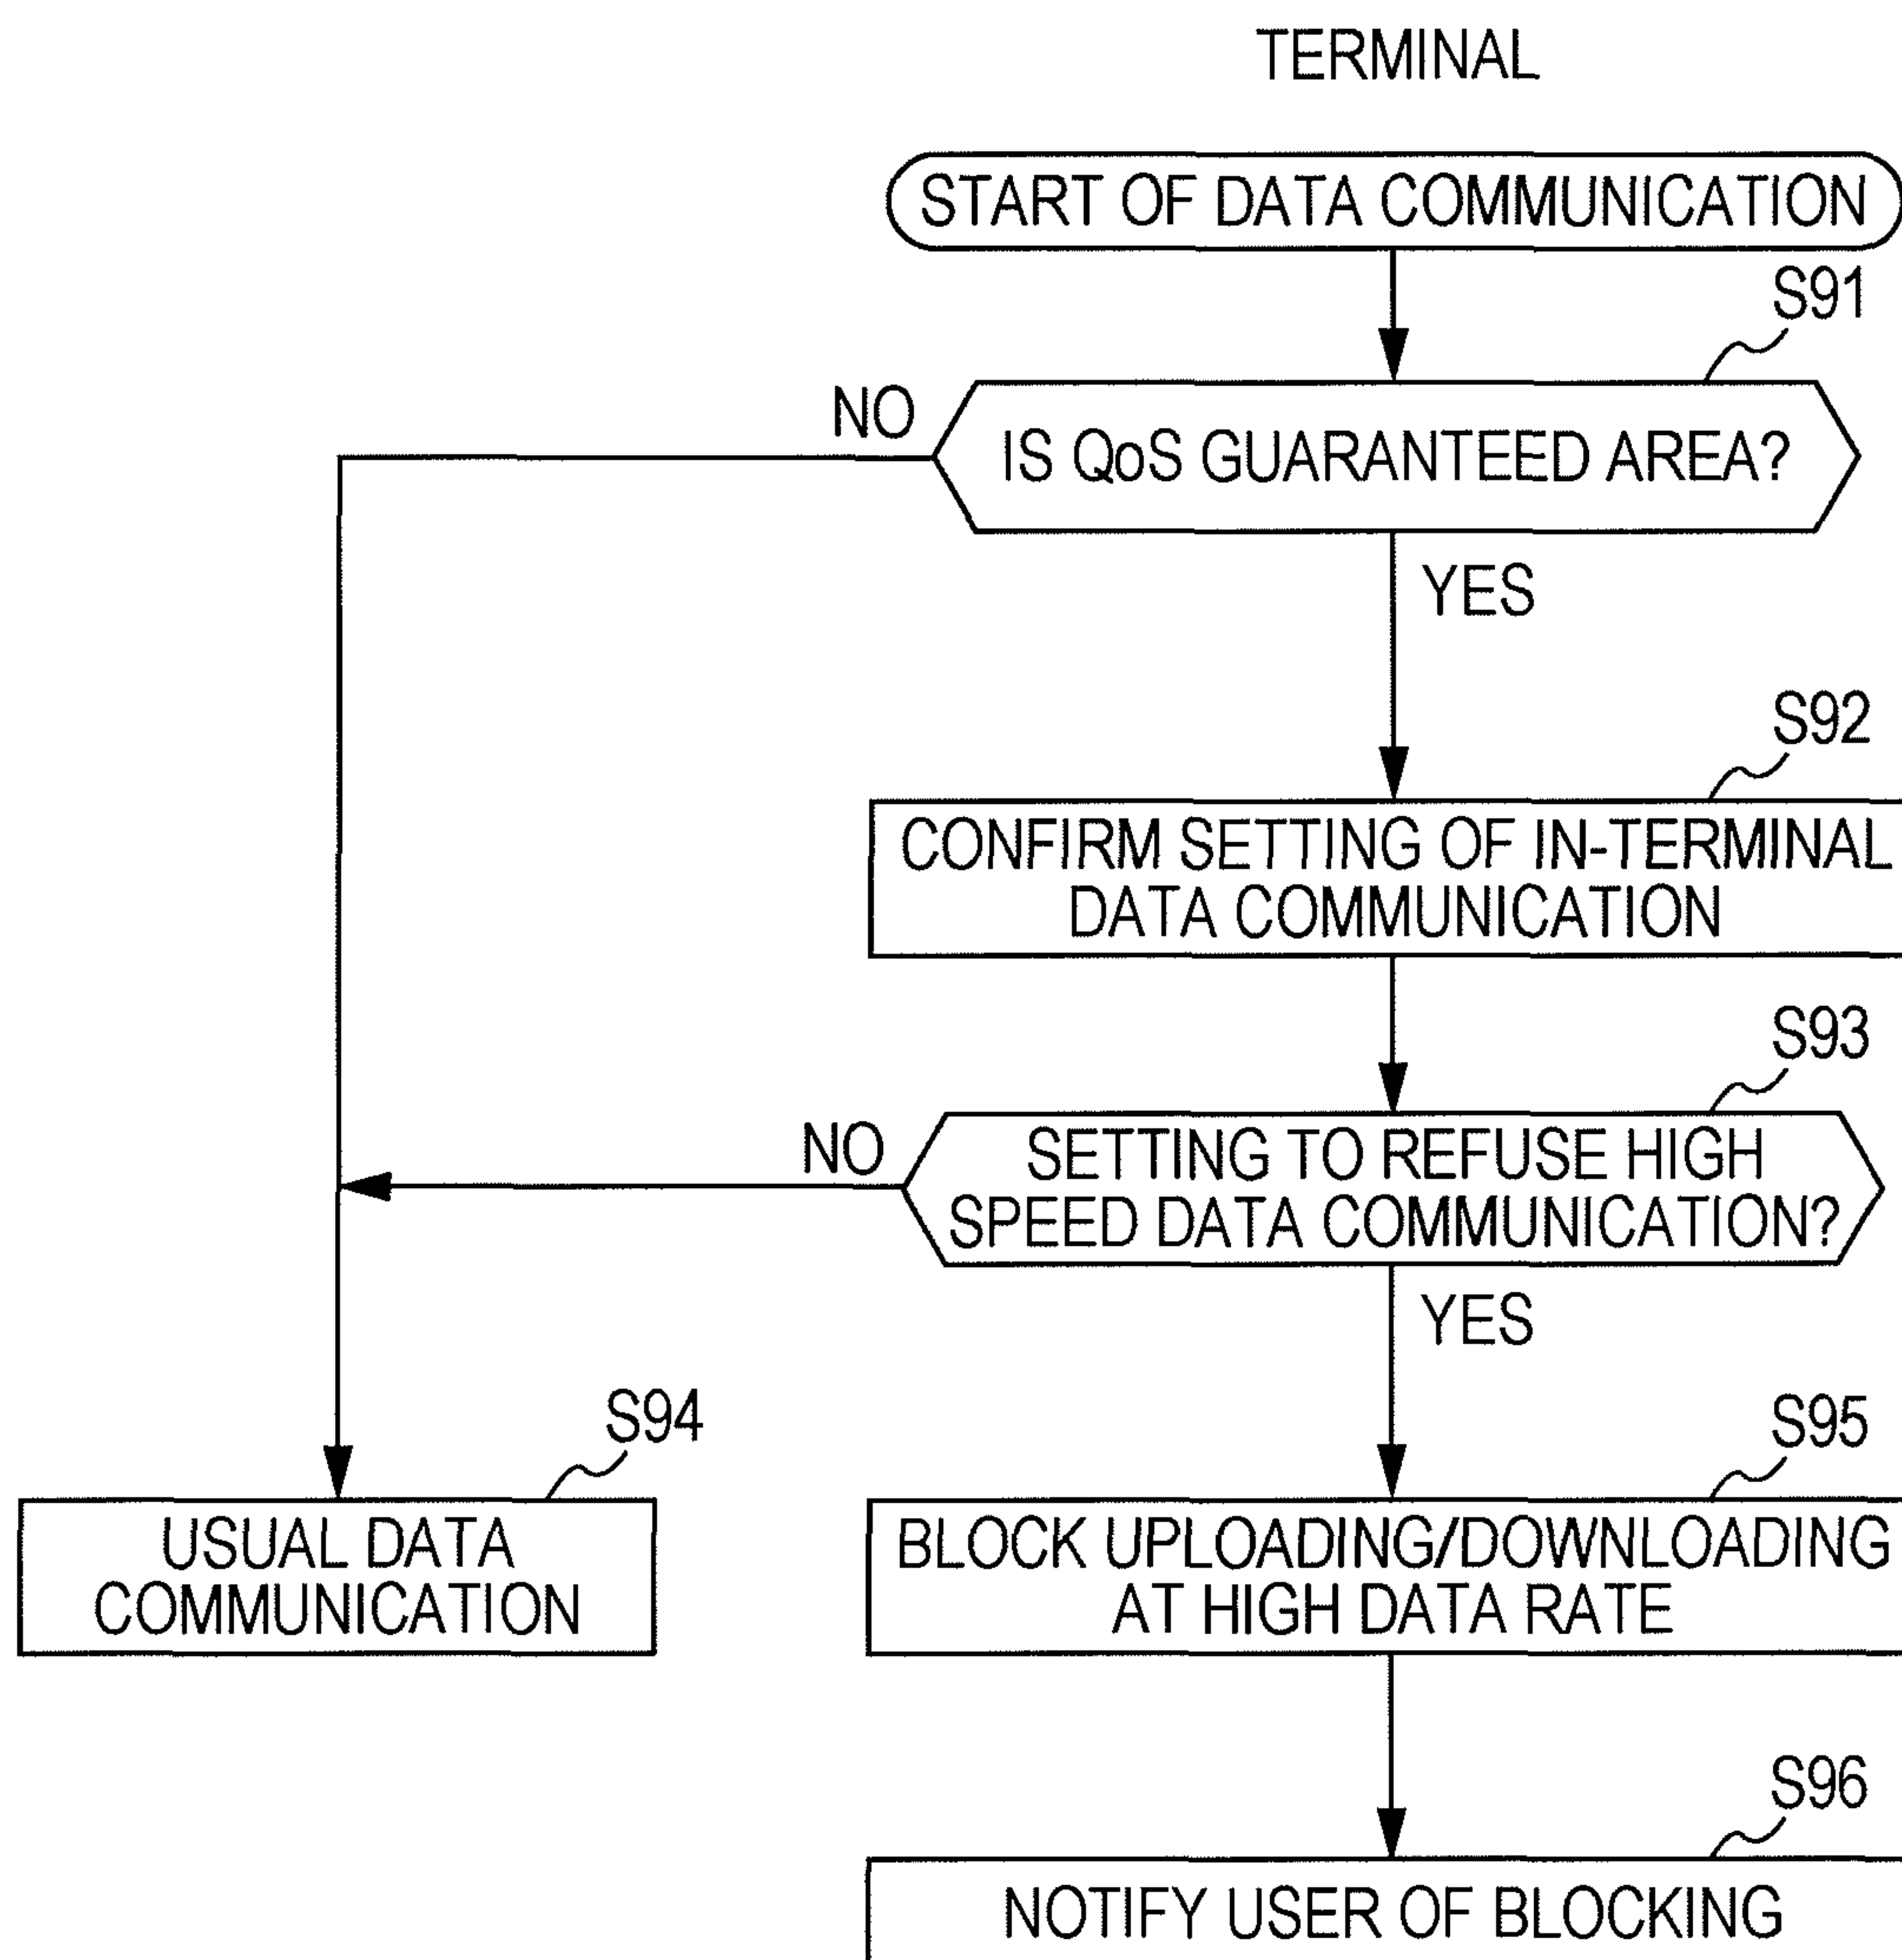 TERMINAL
START OF DATA COMMUNICATION
S91
NO
IS QoS GUARANTEED AREA?
YES
S92
CONFIRM SETTING OF IN-TERMINAL
DATA COMMUNICATION
S93
NO
SETTING TO REFUSE HIGH
SPEED DATA COMMUNICATION?
YES
S94
USUAL DATA
COMMUNICATION
S95
BLOCK UPLOADING/DOWNLOADING
AT HIGH DATA RATE
S96
NOTIFY USER OF BLOCKING